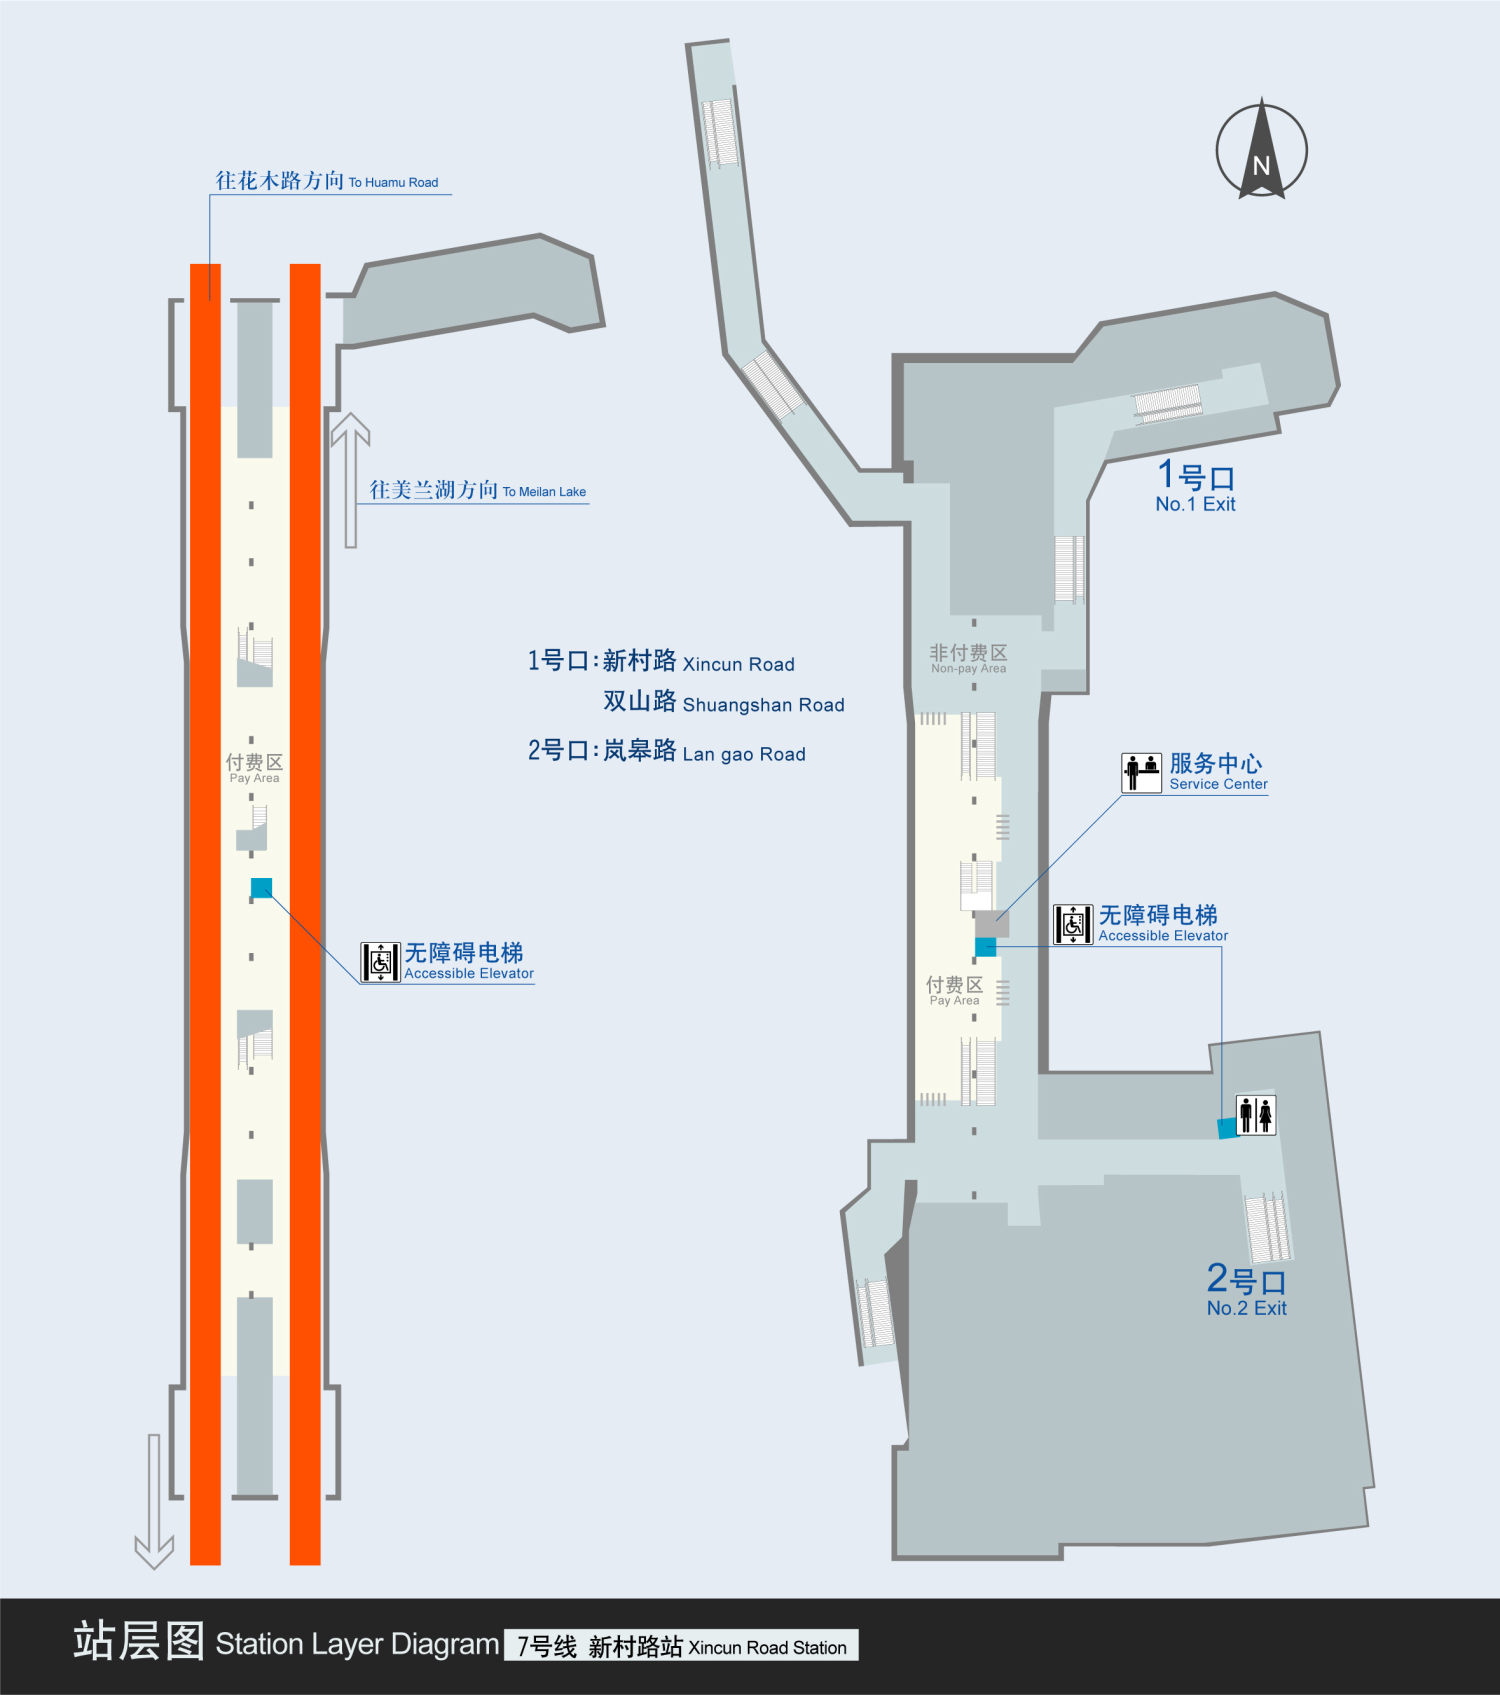 N
往花木路方向 To Huamu Road
往美兰湖方向 To Meilan Lake
1号口
No.1 Exit
1号口：新村路 Xincun Road
双山路 Shuangshan Road
2号口：岚皋路 Lan gao Road
非付费区
Non-pay Area
付费区
Pay Area
服务中心
Service Center
无障碍电梯
Accessible Elevator
无障碍电梯
Accessible Elevator
付费区
Pay Area
2号口
No.2 Exit
站层图 Station Layer Diagram 7号线 新村路站 Xincun Road Station